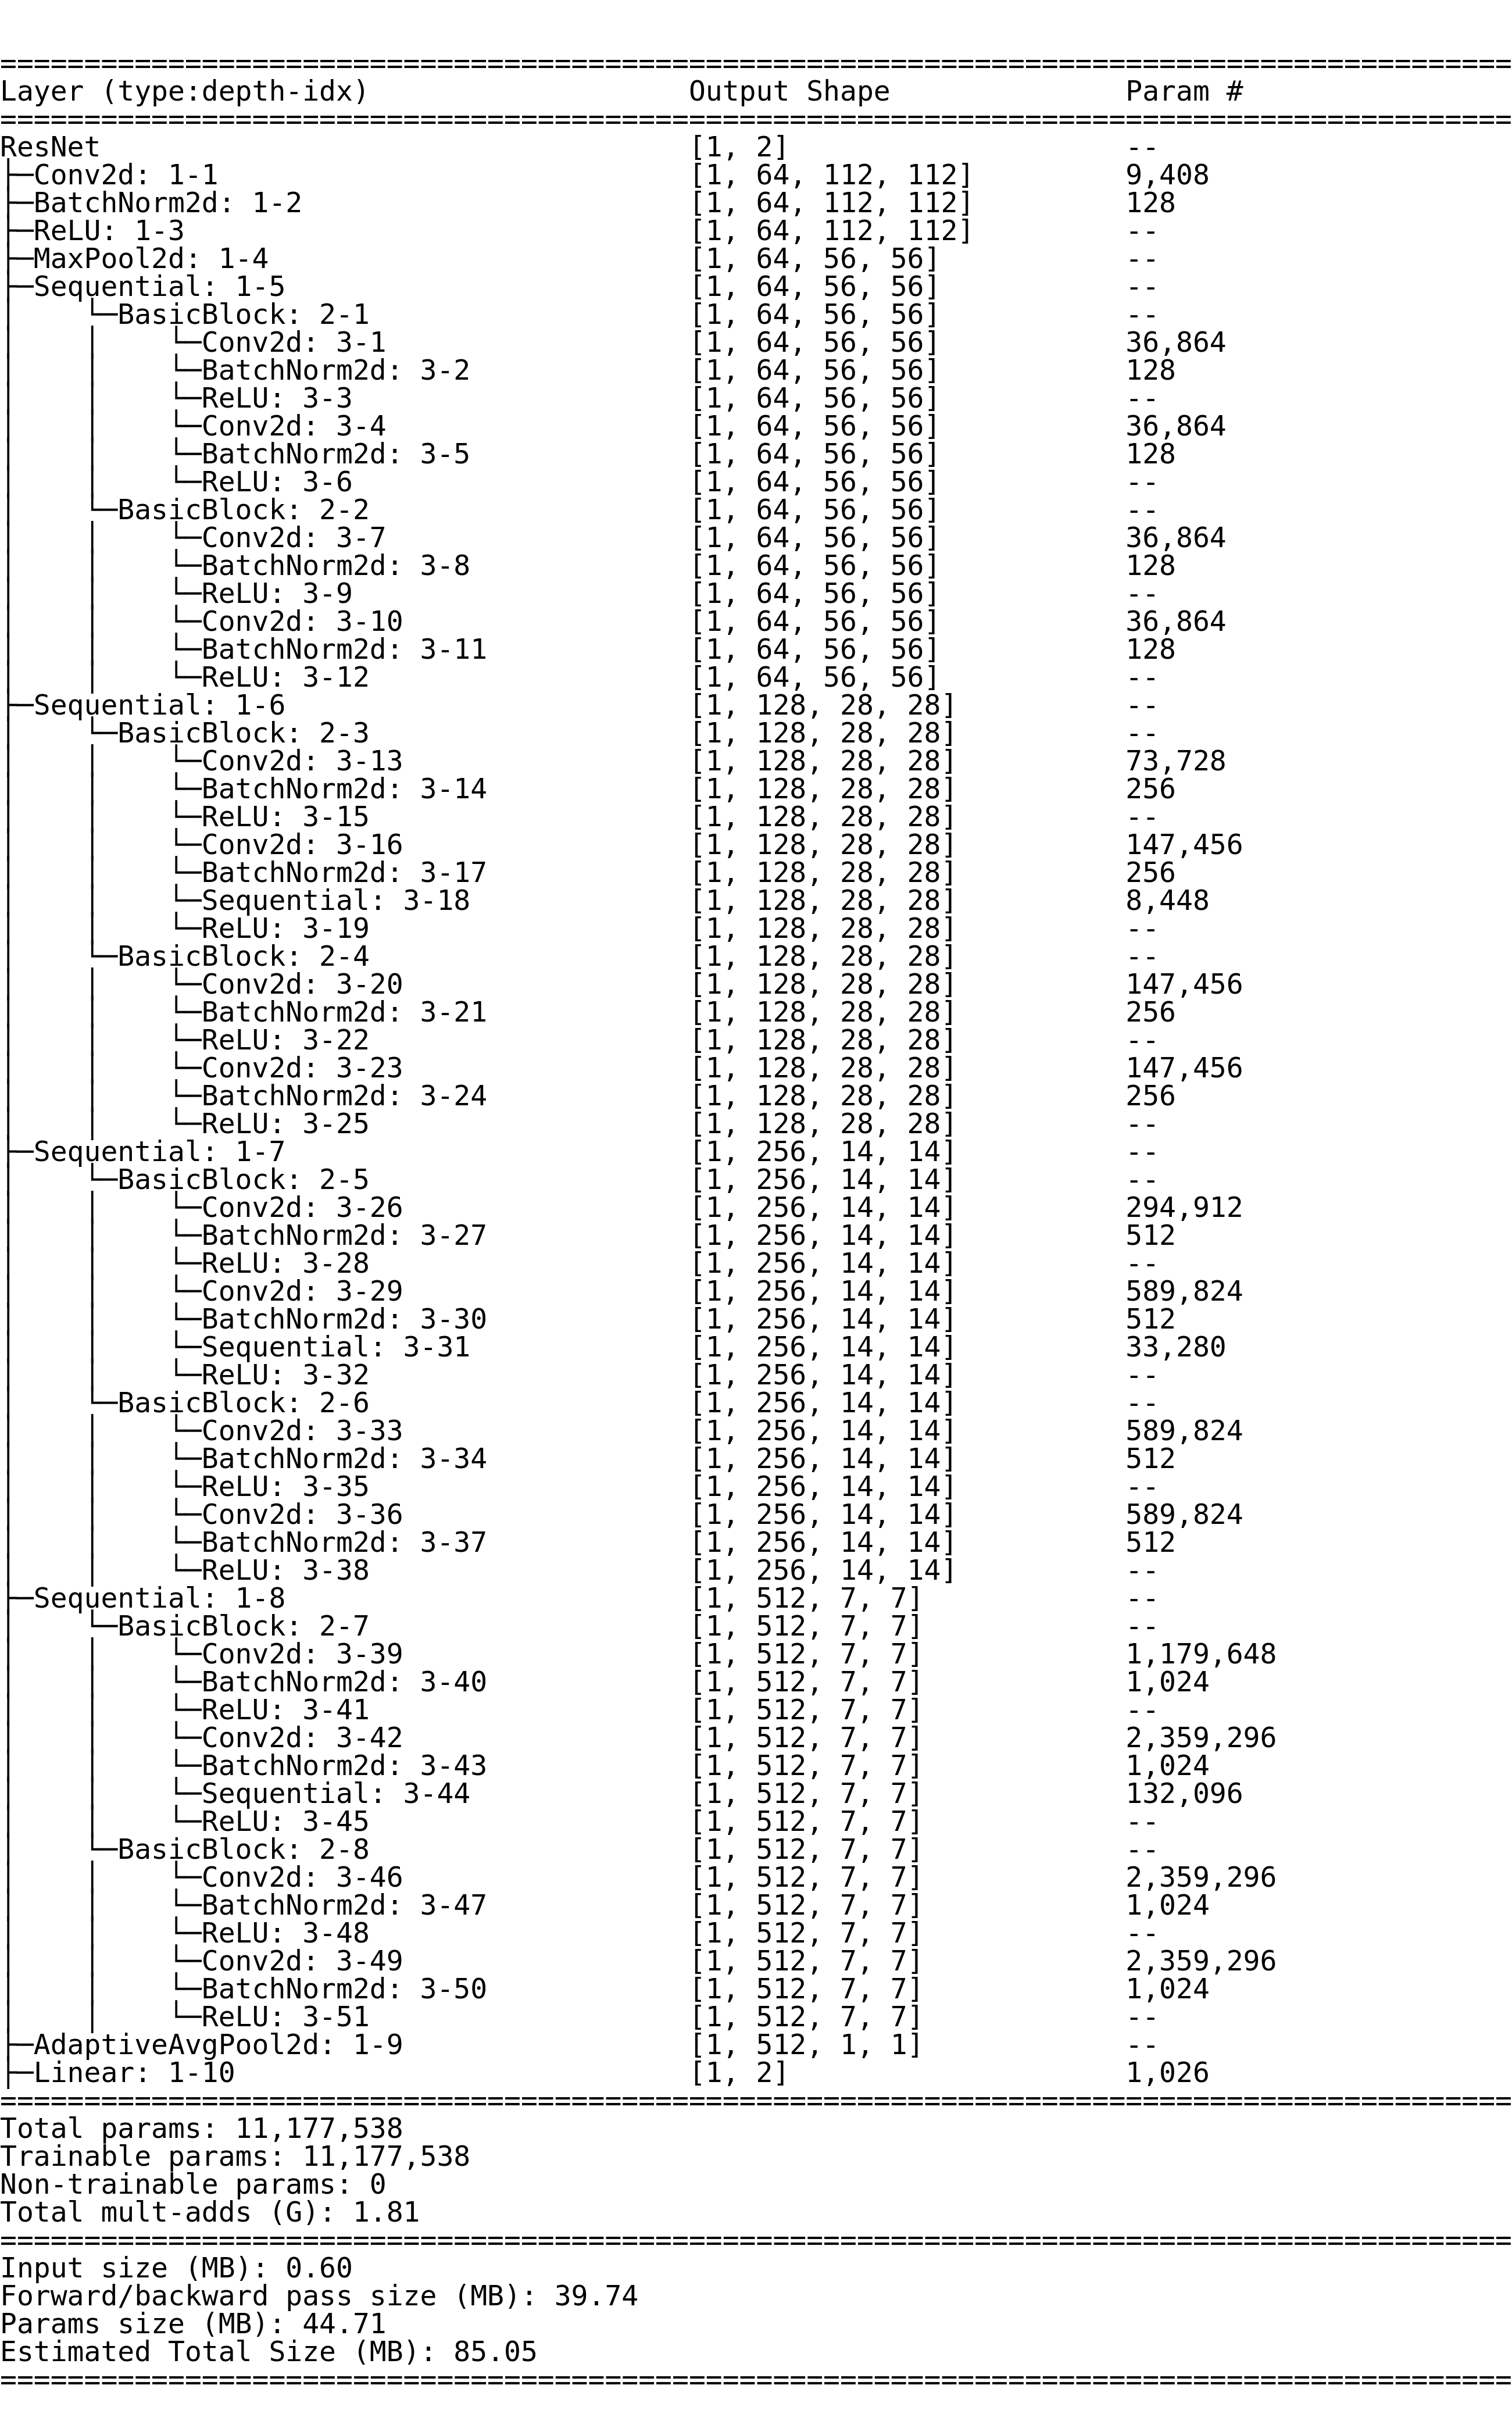 ==========================================================================================
Layer (type:depth-idx)                   Output Shape              Param #
==========================================================================================
ResNet                                   [1, 2]                    --
├─Conv2d: 1-1                            [1, 64, 112, 112]         9,408
├─BatchNorm2d: 1-2                       [1, 64, 112, 112]         128
├─ReLU: 1-3                              [1, 64, 112, 112]         --
├─MaxPool2d: 1-4                         [1, 64, 56, 56]           --
├─Sequential: 1-5                        [1, 64, 56, 56]           --
│    └─BasicBlock: 2-1                   [1, 64, 56, 56]           --
│    │    └─Conv2d: 3-1                  [1, 64, 56, 56]           36,864
│    │    └─BatchNorm2d: 3-2             [1, 64, 56, 56]           128
│    │    └─ReLU: 3-3                    [1, 64, 56, 56]           --
│    │    └─Conv2d: 3-4                  [1, 64, 56, 56]           36,864
│    │    └─BatchNorm2d: 3-5             [1, 64, 56, 56]           128
│    │    └─ReLU: 3-6                    [1, 64, 56, 56]           --
│    └─BasicBlock: 2-2                   [1, 64, 56, 56]           --
│    │    └─Conv2d: 3-7                  [1, 64, 56, 56]           36,864
│    │    └─BatchNorm2d: 3-8             [1, 64, 56, 56]           128
│    │    └─ReLU: 3-9                    [1, 64, 56, 56]           --
│    │    └─Conv2d: 3-10                 [1, 64, 56, 56]           36,864
│    │    └─BatchNorm2d: 3-11            [1, 64, 56, 56]           128
│    │    └─ReLU: 3-12                   [1, 64, 56, 56]           --
├─Sequential: 1-6                        [1, 128, 28, 28]          --
│    └─BasicBlock: 2-3                   [1, 128, 28, 28]          --
│    │    └─Conv2d: 3-13                 [1, 128, 28, 28]          73,728
│    │    └─BatchNorm2d: 3-14            [1, 128, 28, 28]          256
│    │    └─ReLU: 3-15                   [1, 128, 28, 28]          --
│    │    └─Conv2d: 3-16                 [1, 128, 28, 28]          147,456
│    │    └─BatchNorm2d: 3-17            [1, 128, 28, 28]          256
│    │    └─Sequential: 3-18             [1, 128, 28, 28]          8,448
│    │    └─ReLU: 3-19                   [1, 128, 28, 28]          --
│    └─BasicBlock: 2-4                   [1, 128, 28, 28]          --
│    │    └─Conv2d: 3-20                 [1, 128, 28, 28]          147,456
│    │    └─BatchNorm2d: 3-21            [1, 128, 28, 28]          256
│    │    └─ReLU: 3-22                   [1, 128, 28, 28]          --
│    │    └─Conv2d: 3-23                 [1, 128, 28, 28]          147,456
│    │    └─BatchNorm2d: 3-24            [1, 128, 28, 28]          256
│    │    └─ReLU: 3-25                   [1, 128, 28, 28]          --
├─Sequential: 1-7                        [1, 256, 14, 14]          --
│    └─BasicBlock: 2-5                   [1, 256, 14, 14]          --
│    │    └─Conv2d: 3-26                 [1, 256, 14, 14]          294,912
│    │    └─BatchNorm2d: 3-27            [1, 256, 14, 14]          512
│    │    └─ReLU: 3-28                   [1, 256, 14, 14]          --
│    │    └─Conv2d: 3-29                 [1, 256, 14, 14]          589,824
│    │    └─BatchNorm2d: 3-30            [1, 256, 14, 14]          512
│    │    └─Sequential: 3-31             [1, 256, 14, 14]          33,280
│    │    └─ReLU: 3-32                   [1, 256, 14, 14]          --
│    └─BasicBlock: 2-6                   [1, 256, 14, 14]          --
│    │    └─Conv2d: 3-33                 [1, 256, 14, 14]          589,824
│    │    └─BatchNorm2d: 3-34            [1, 256, 14, 14]          512
│    │    └─ReLU: 3-35                   [1, 256, 14, 14]          --
│    │    └─Conv2d: 3-36                 [1, 256, 14, 14]          589,824
│    │    └─BatchNorm2d: 3-37            [1, 256, 14, 14]          512
│    │    └─ReLU: 3-38                   [1, 256, 14, 14]          --
├─Sequential: 1-8                        [1, 512, 7, 7]            --
│    └─BasicBlock: 2-7                   [1, 512, 7, 7]            --
│    │    └─Conv2d: 3-39                 [1, 512, 7, 7]            1,179,648
│    │    └─BatchNorm2d: 3-40            [1, 512, 7, 7]            1,024
│    │    └─ReLU: 3-41                   [1, 512, 7, 7]            --
│    │    └─Conv2d: 3-42                 [1, 512, 7, 7]            2,359,296
│    │    └─BatchNorm2d: 3-43            [1, 512, 7, 7]            1,024
│    │    └─Sequential: 3-44             [1, 512, 7, 7]            132,096
│    │    └─ReLU: 3-45                   [1, 512, 7, 7]            --
│    └─BasicBlock: 2-8                   [1, 512, 7, 7]            --
│    │    └─Conv2d: 3-46                 [1, 512, 7, 7]            2,359,296
│    │    └─BatchNorm2d: 3-47            [1, 512, 7, 7]            1,024
│    │    └─ReLU: 3-48                   [1, 512, 7, 7]            --
│    │    └─Conv2d: 3-49                 [1, 512, 7, 7]            2,359,296
│    │    └─BatchNorm2d: 3-50            [1, 512, 7, 7]            1,024
│    │    └─ReLU: 3-51                   [1, 512, 7, 7]            --
├─AdaptiveAvgPool2d: 1-9                 [1, 512, 1, 1]            --
├─Linear: 1-10                           [1, 2]                    1,026
==========================================================================================
Total params: 11,177,538
Trainable params: 11,177,538
Non-trainable params: 0
Total mult-adds (G): 1.81
==========================================================================================
Input size (MB): 0.60
Forward/backward pass size (MB): 39.74
Params size (MB): 44.71
Estimated Total Size (MB): 85.05
==========================================================================================